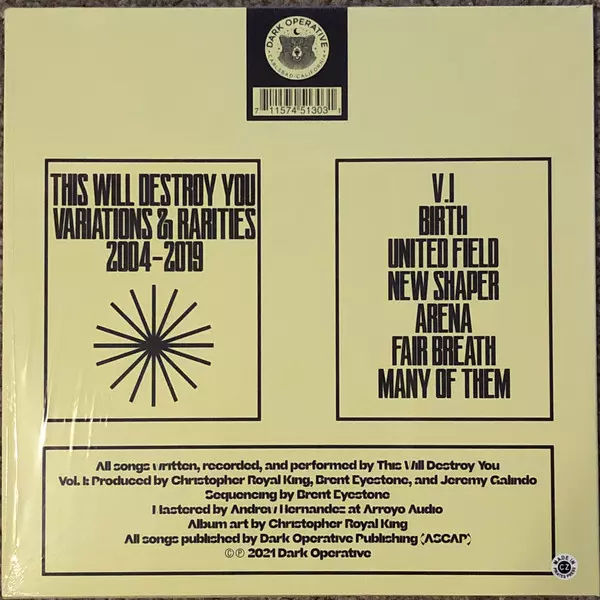 DARK OPERATIVE
CARLSBAD CALIFORNIA
7 11574 51303 1
THIS WILL DESTROY YOU
VARIATIONS & RARITIES
2004-2019
V.I
BIRTH
UNITED FIELD
NEW SHAPER
ARENA
FAIR BREATH
MANY OF THEM
All songs written, recorded, and performed by This Will Destroy You
Vol. I: Produced by Christopher Royal King, Brent Eyestone, and Jeremy Galindo
Sequencing by Brent Eyestone
Mastered by Andrew Hernandez at Arroyo Audio
Album art by Christopher Royal King
All songs published by Dark Operative Publishing (ASCAP)
© ℗ 2021 Dark Operative
MADE IN
CZ